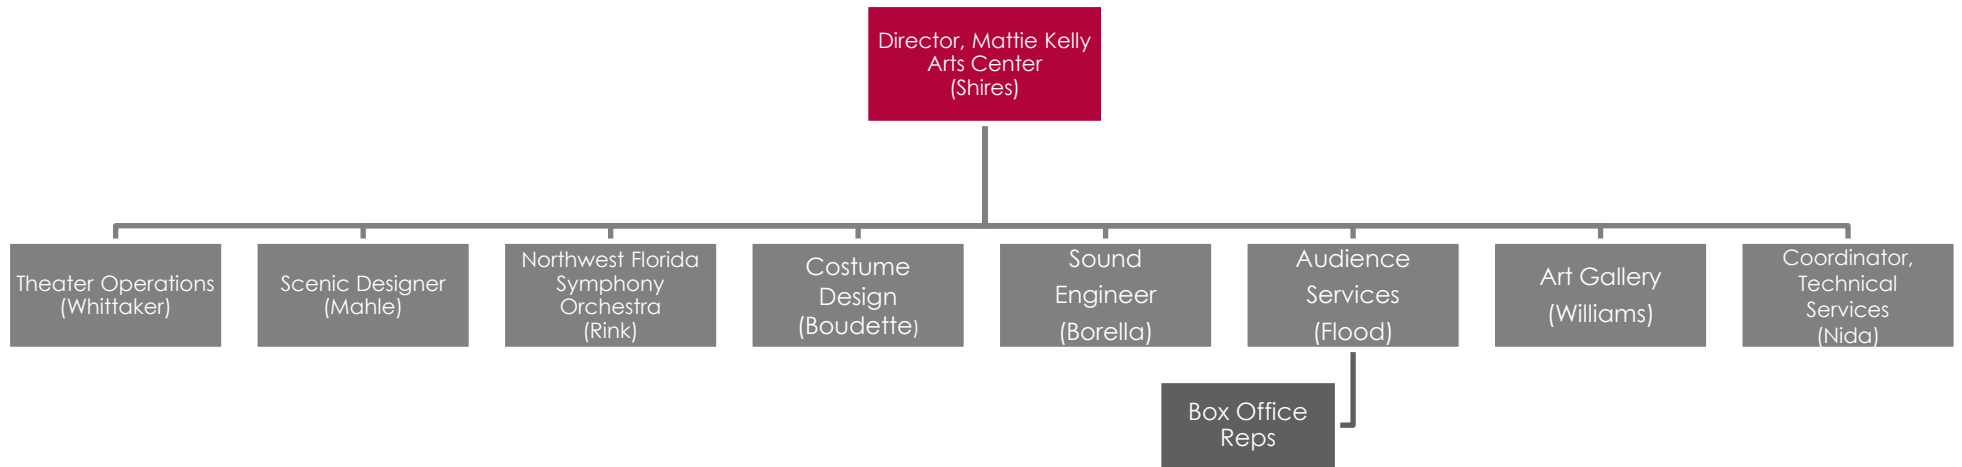 Director, Mattie Kelly
Arts Center
(Shires)
Theater Operations
(Whittaker)
Scenic Designer
(Mahle)
Northwest Florida
Symphony
Orchestra
(Rink)
Costume
Design
(Boudette)
Sound
Engineer
(Borella)
Audience
Services
(Flood)
Art Gallery
(Williams)
Coordinator,
Technical
Services
(Nida)
Box Office
Reps